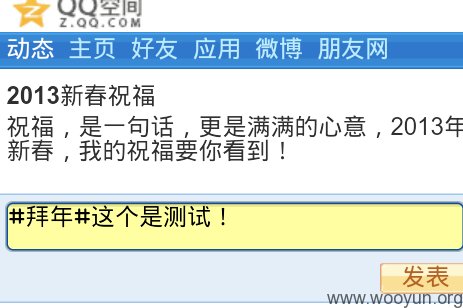 QQ空间
Z.QQ.COM
动态 主页 好友 应用 微博 朋友网
2013新春祝福
祝福，是一句话，更是满满的心意，2013年
新春，我的祝福要你看到！
#拜年#这个是测试！
发表
www.wooyun.org